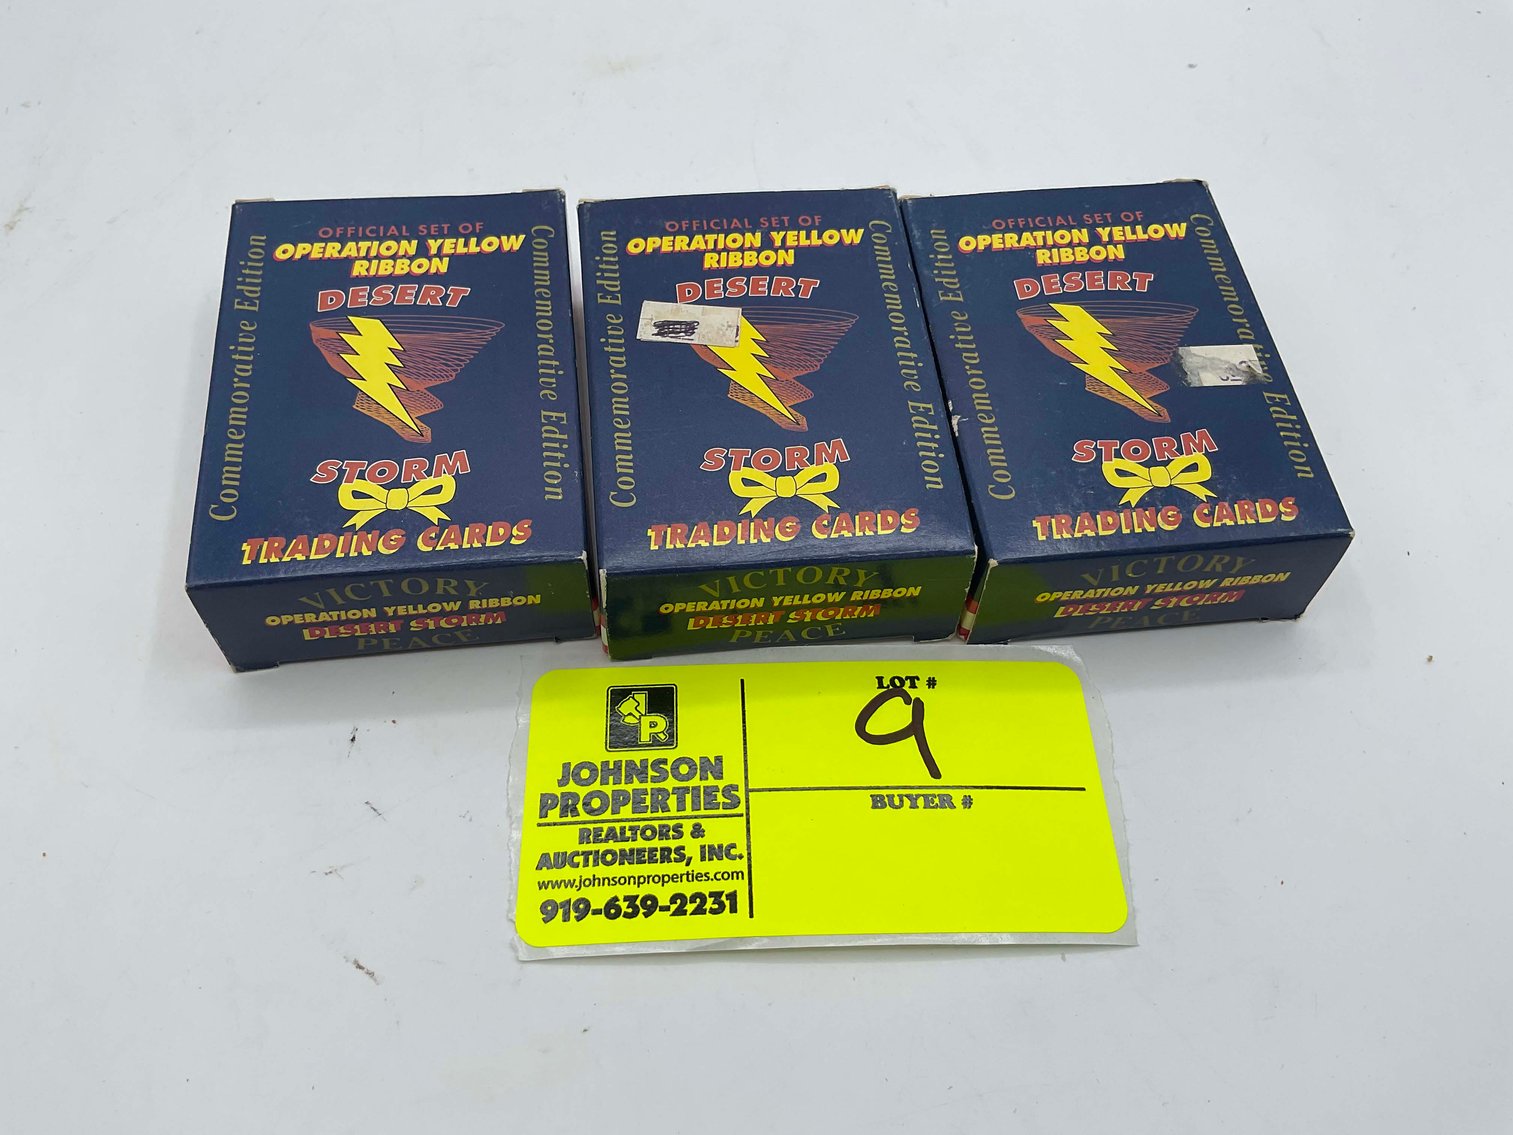 OFFICIAL SET OF
OPERATION YELLOW
RIBBON
DESERT
STORM
TRADING CARDS
Commemorative Edition
Commemorative Edition
VICTORY
OPERATION YELLOW RIBBON
DESERT STORM
PEACE
OFFICIAL SET OF
OPERATION YELLOW
RIBBON
DESERT
STORM
TRADING CARDS
Commemorative Edition
Commemorative Edition
VICTORY
OPERATION YELLOW RIBBON
DESERT STORM
PEACE
OFFICIAL SET OF
OPERATION YELLOW
RIBBON
DESERT
STORM
TRADING CARDS
Commemorative Edition
Commemorative Edition
VICTORY
OPERATION YELLOW RIBBON
DESERT STORM
PEACE
JOHNSON
PROPERTIES
REALTORS &
AUCTIONEERS, INC.
www.johnsonproperties.com
919-639-2231
LOT #
9
BUYER #